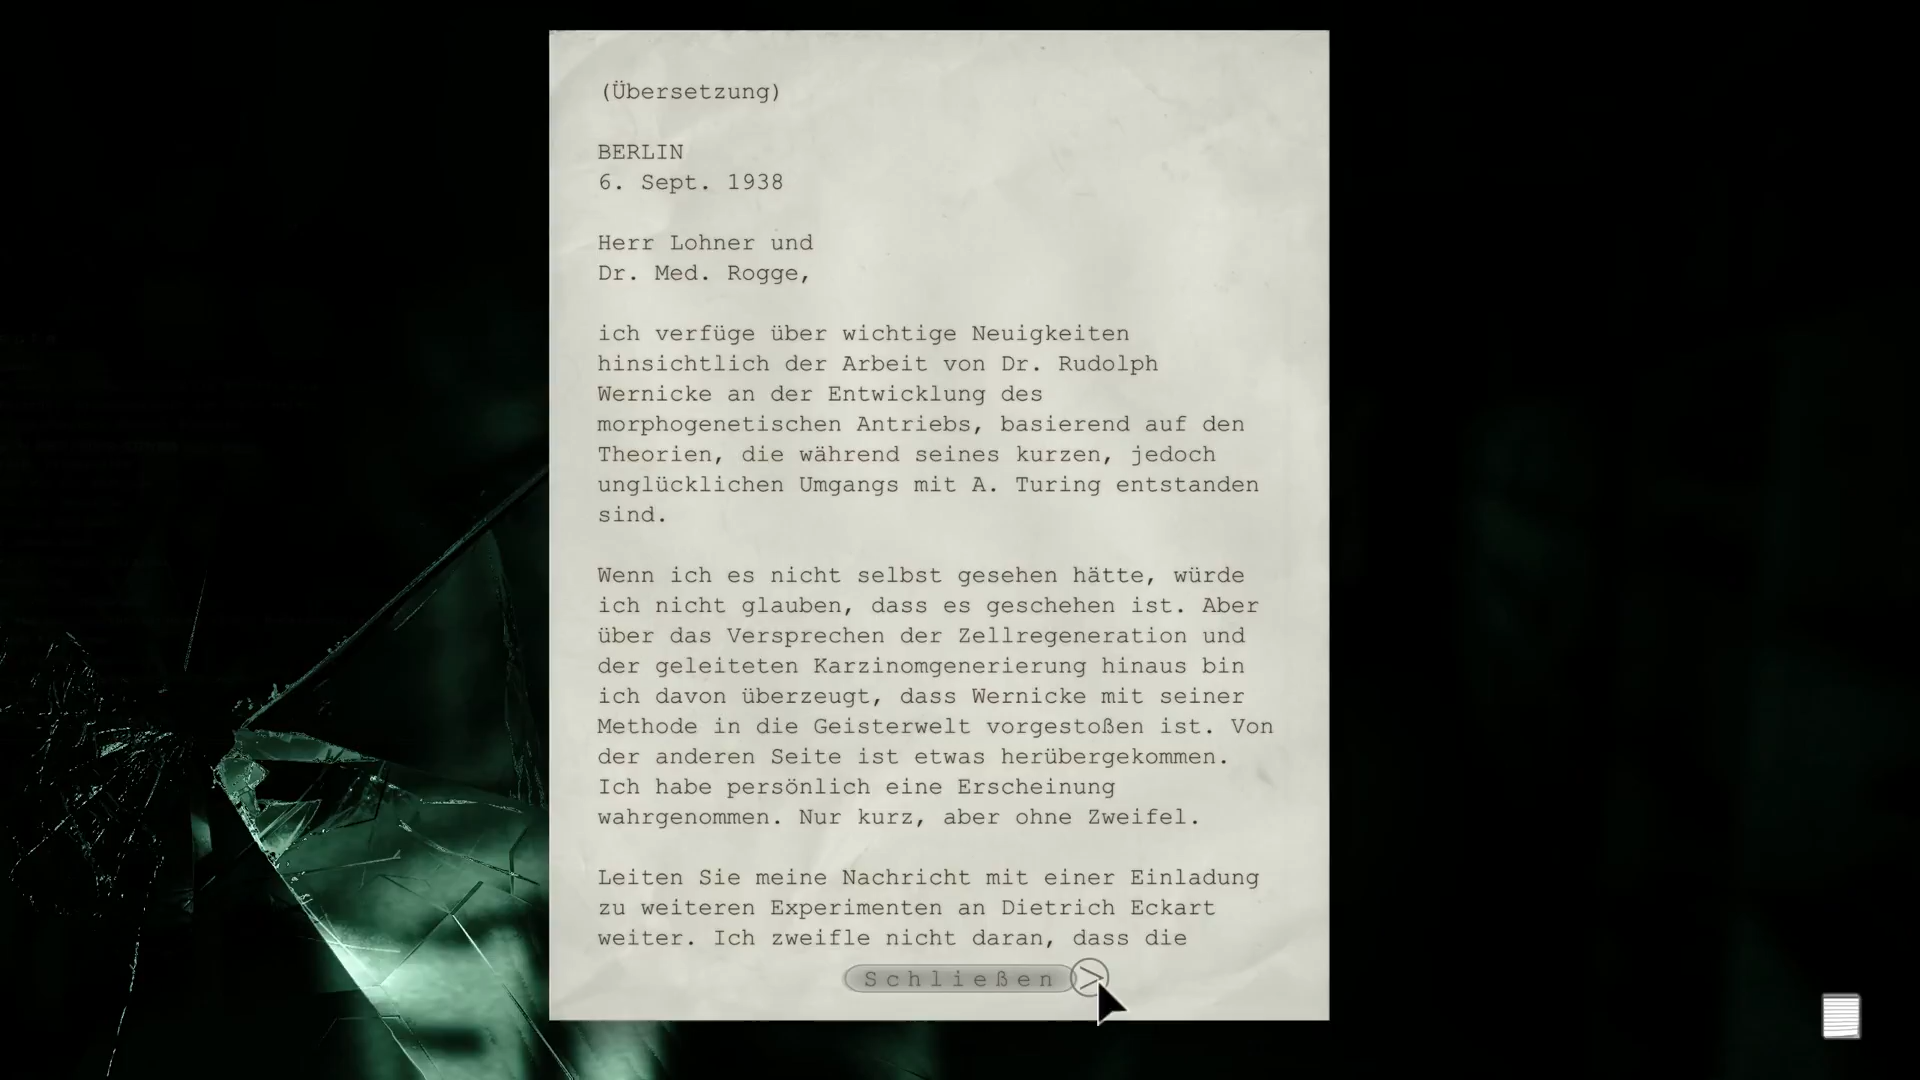 (Übersetzung)
BERLIN
6. Sept. 1938
Herr Lohner und
Dr. Med. Rogge,
ich verfüge über wichtige Neuigkeiten
hinsichtlich der Arbeit von Dr. Rudolph
Wernicke an der Entwicklung des
morphogenetischen Antriebs, basierend auf den
Theorien, die während seines kurzen, jedoch
unglücklichen Umgangs mit A. Turing entstanden
sind.
Wenn ich es nicht selbst gesehen hätte, würde
ich nicht glauben, dass es geschehen ist. Aber
über das Versprechen der Zellregeneration und
der geleiteten Karzinomgenerierung hinaus bin
ich davon überzeugt, dass Wernicke mit seiner
Methode in die Geisterwelt vorgestoßen ist. Von
der anderen Seite ist etwas herübergekommen.
Ich habe persönlich eine Erscheinung
wahrgenommen. Nur kurz, aber ohne Zweifel.
Leiten Sie meine Nachricht mit einer Einladung
zu weiteren Experimenten an Dietrich Eckart
weiter. Ich zweifle nicht daran, dass die
Schließen >